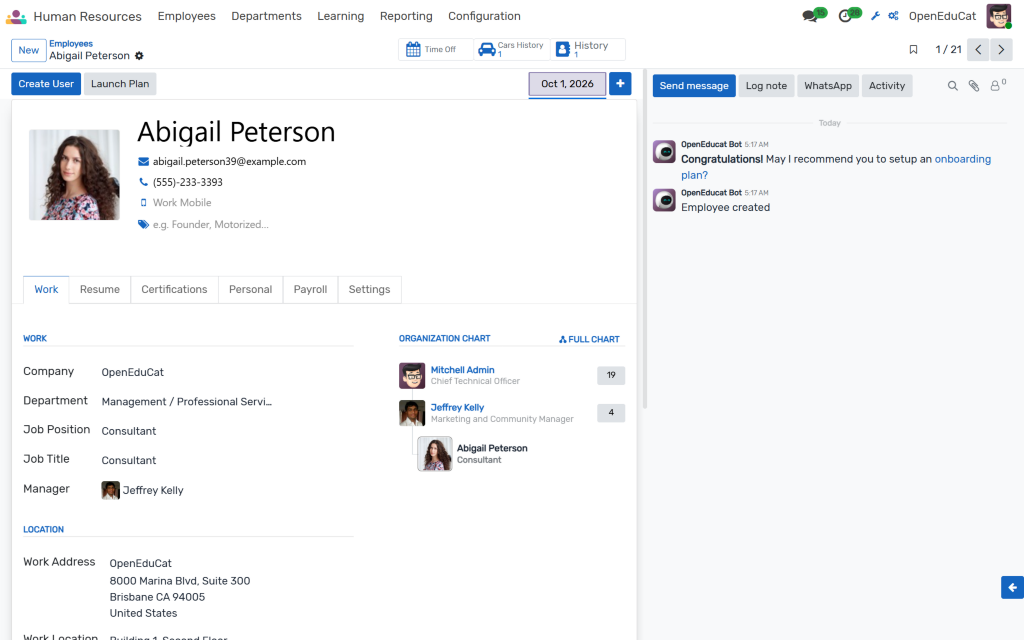 Human Resources Employees Departments Learning Reporting Configuration 15 28 OpenEduCat
New Employees Abigail Peterson Time Off Cars History 1 History 1 1 / 21
Create User Launch Plan Oct 1, 2026 + Send message Log note WhatsApp Activity 0
Abigail Peterson
abigail.peterson39@example.com
(555)-233-3393
Work Mobile
e.g. Founder, Motorized...
Work Resume Certifications Personal Payroll Settings
WORK
Company OpenEduCat
Department Management / Professional Servi...
Job Position Consultant
Job Title Consultant
Manager Jeffrey Kelly
LOCATION
Work Address OpenEduCat
8000 Marina Blvd, Suite 300
Brisbane CA 94005
United States
Work Location Building 1, Second Floor
ORGANIZATION CHART FULL CHART
Mitchell Admin 19
Chief Technical Officer
Jeffrey Kelly 4
Marketing and Community Manager
Abigail Peterson
Consultant
Today
OpenEducat Bot 5:17 AM
Congratulations! May I recommend you to setup an onboarding
plan?
OpenEducat Bot 5:17 AM
Employee created